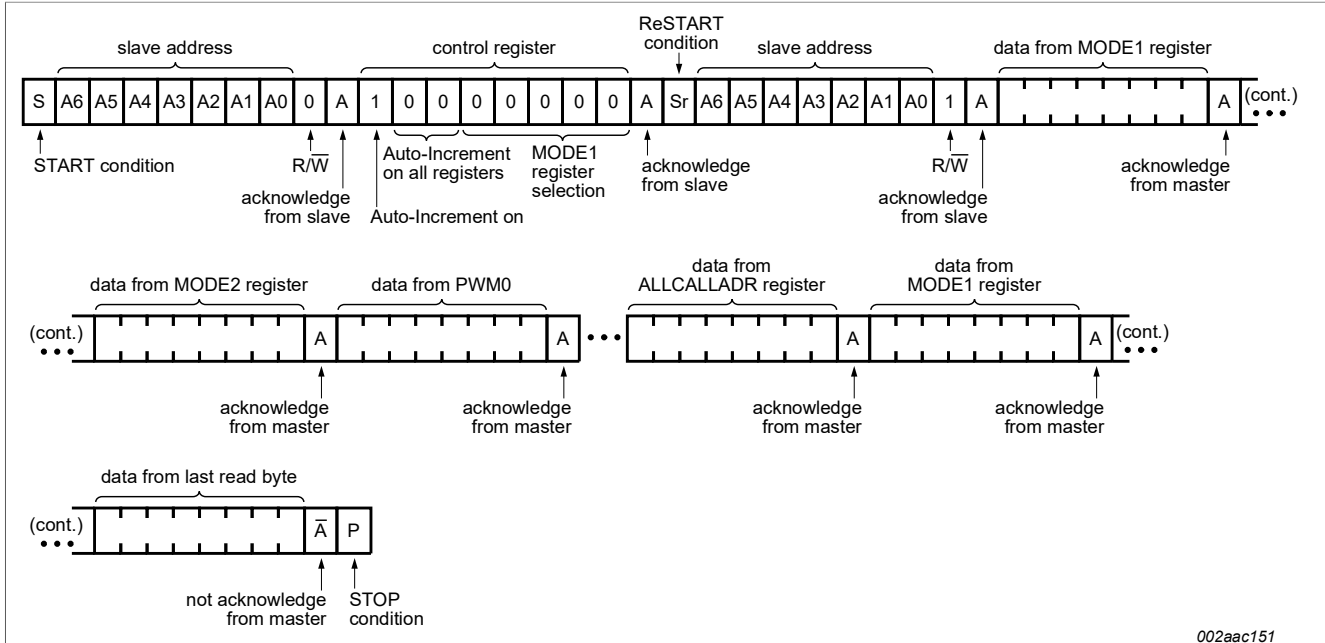 ReSTART
condition
slave address
control register
slave address
data from MODE1 register
S A6 A5 A4 A3 A2 A1 A0 0 A 1 0 0 0 0 0 0 0 A Sr A6 A5 A4 A3 A2 A1 A0 1 A A (cont.)
START condition
R/W̅
acknowledge
from slave
Auto-Increment
on all registers
Auto-Increment on
MODE1
register
selection
acknowledge
from slave
R/W̅
acknowledge
from slave
acknowledge
from master
data from MODE2 register
data from PWM0
data from
ALLCALLADR register
data from
MODE1 register
(cont.) A A A A (cont.)
acknowledge
from master
acknowledge
from master
acknowledge
from master
acknowledge
from master
data from last read byte
(cont.) A̅ P
not acknowledge
from master
STOP
condition
002aac151